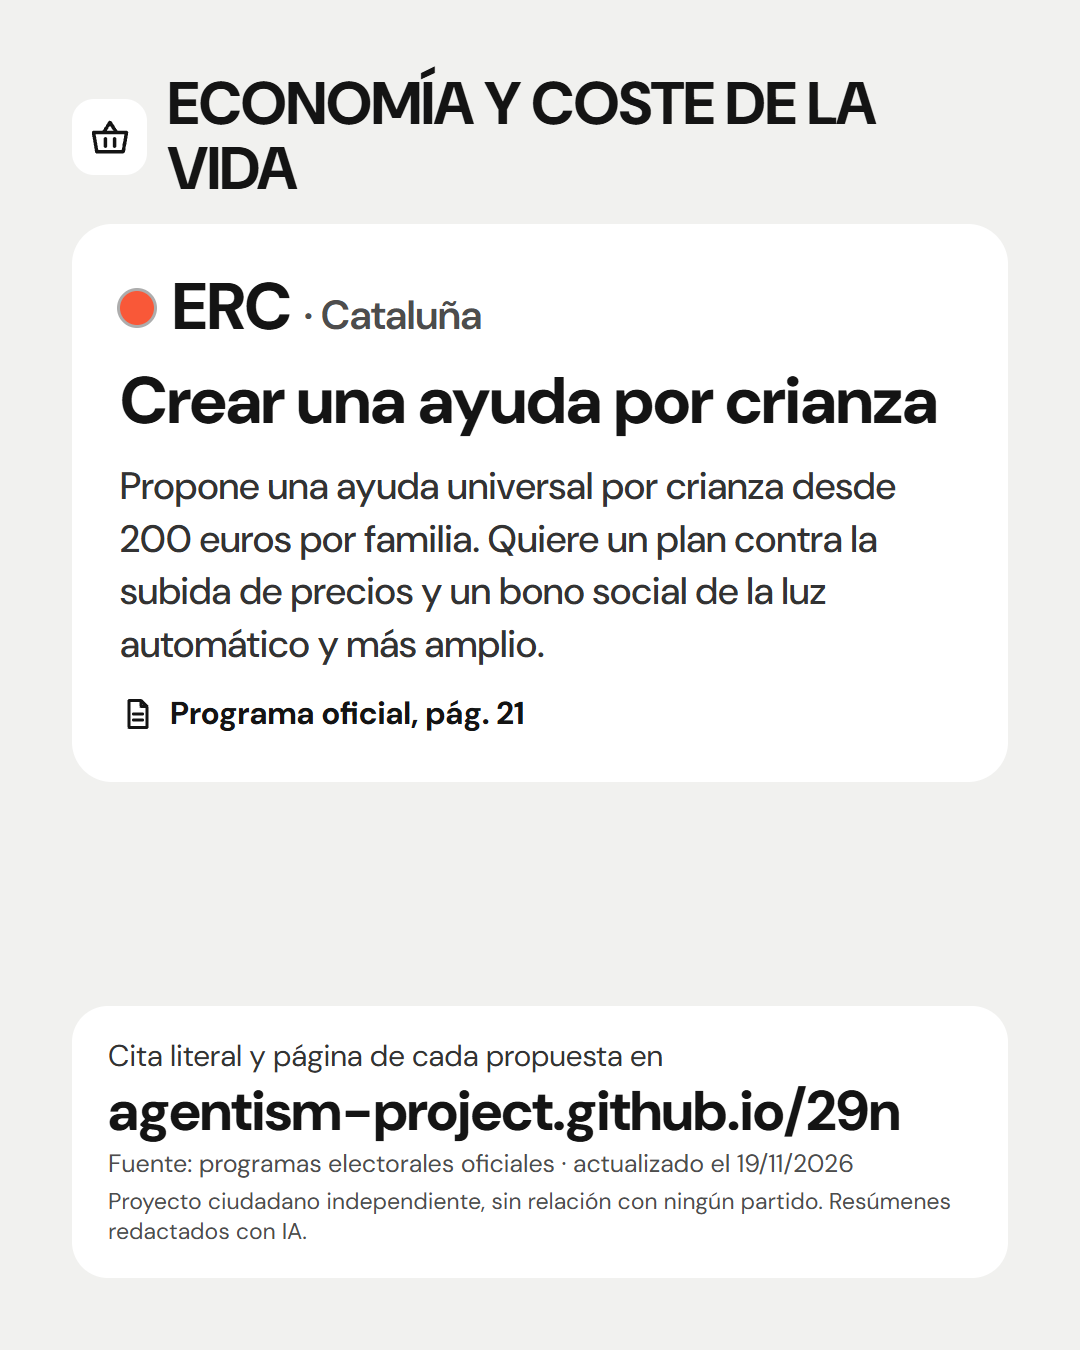 ECONOMÍA Y COSTE DE LA
VIDA
ERC · Cataluña
Crear una ayuda por crianza
Propone una ayuda universal por crianza desde
200 euros por familia. Quiere un plan contra la
subida de precios y un bono social de la luz
automático y más amplio.
Programa oficial, pág. 21
Cita literal y página de cada propuesta en
agentism-project.github.io/29n
Fuente: programas electorales oficiales · actualizado el 19/11/2026
Proyecto ciudadano independiente, sin relación con ningún partido. Resúmenes
redactados con IA.